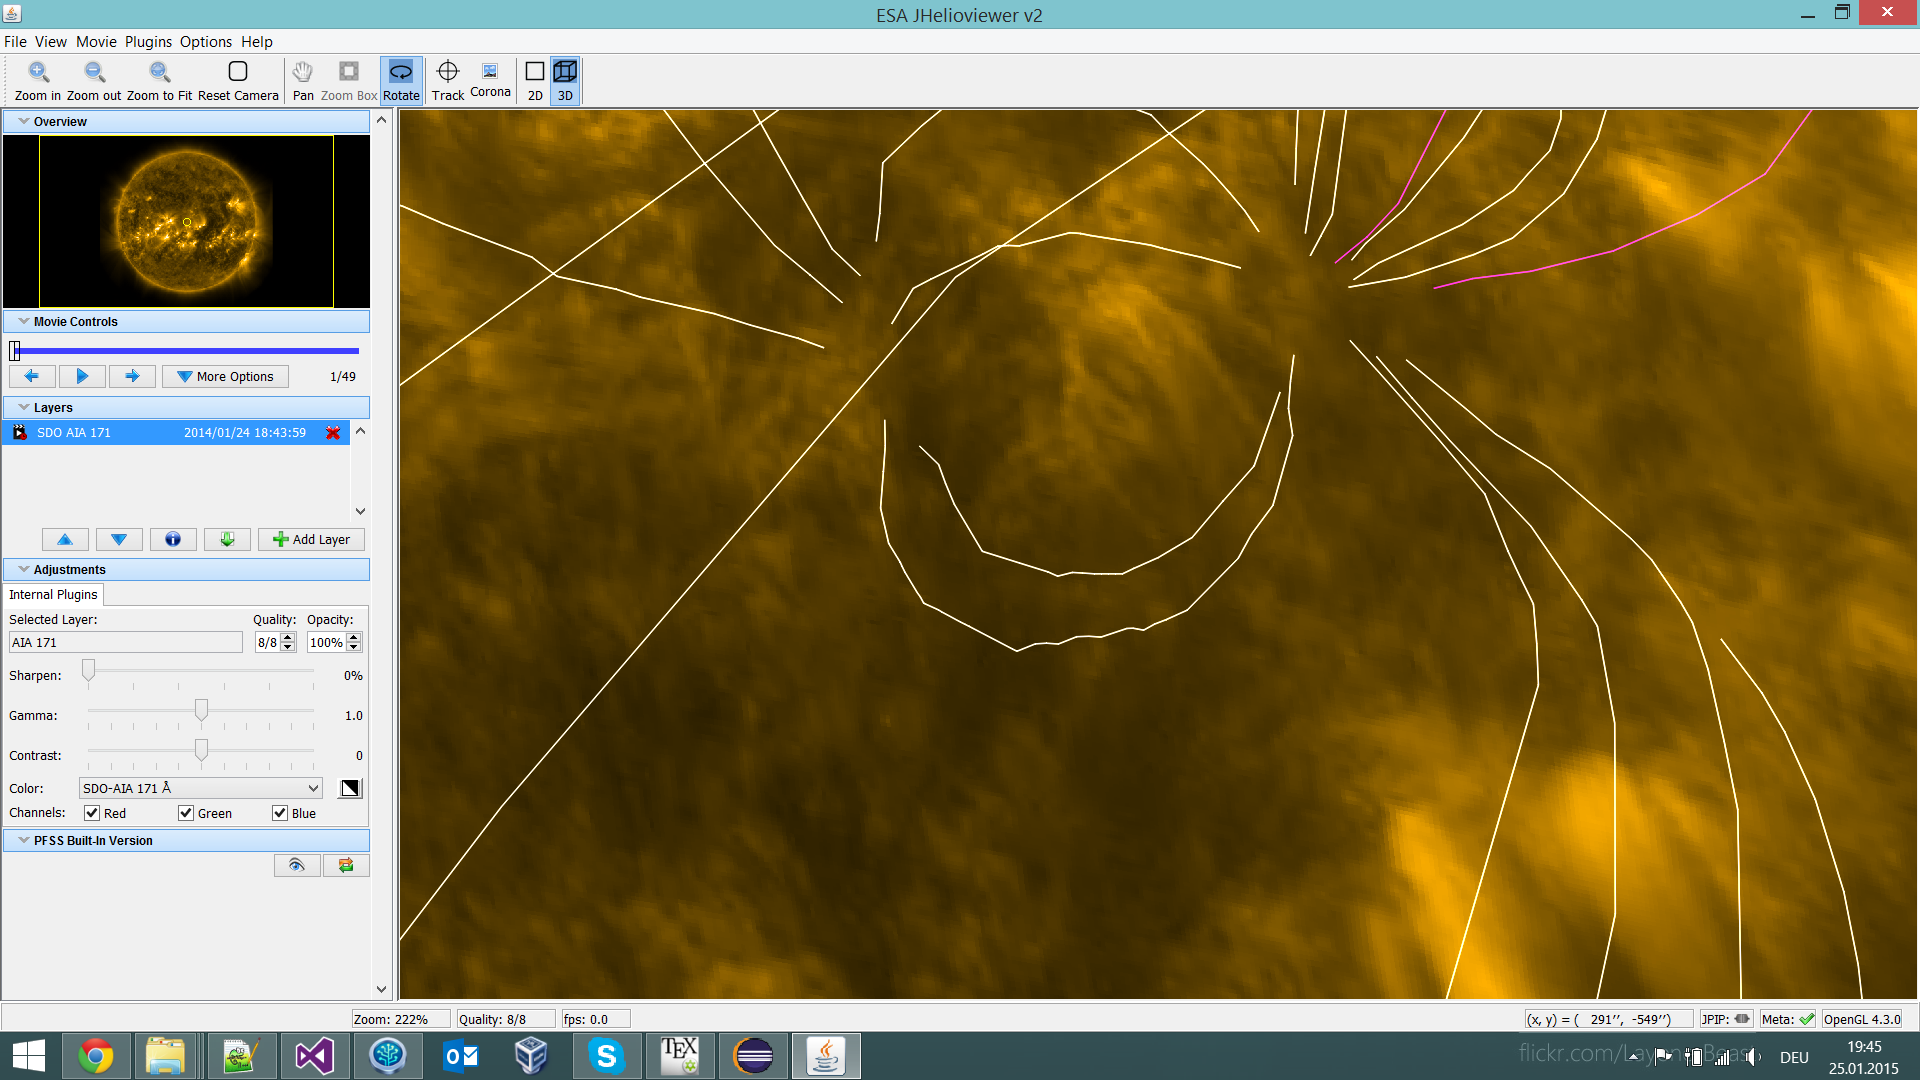 ESA JHelioviewer v2
File View Movie Plugins Options Help
Zoom in Zoom out Zoom to Fit Reset Camera Pan Zoom Box Rotate Track Corona 2D 3D
Overview
Movie Controls
More Options 1/49
Layers
SDO AIA 171 2014/01/24 18:43:59
Add Layer
Adjustments
Internal Plugins
Selected Layer: Quality: Opacity:
AIA 171 8/8 100%
Sharpen: 0%
Gamma: 1.0
Contrast: 0
Color: SDO-AIA 171 Å
Channels: Red Green Blue
PFSS Built-In Version
Zoom: 222% Quality: 8/8 fps: 0.0 (x, y) = ( 291’’, -549’’) JPIP: Meta: OpenGL 4.3.0
TEX
flickr.com/
DEU
19:45
25.01.2015